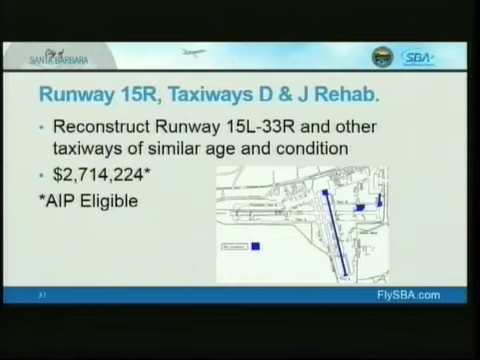 City of
SANTA BARBARA
SBA
Runway 15R, Taxiways D & J Rehab.
• Reconstruct Runway 15L-33R and other
taxiways of similar age and condition
• $2,714,224*
*AIP Eligible
FlySBA.com